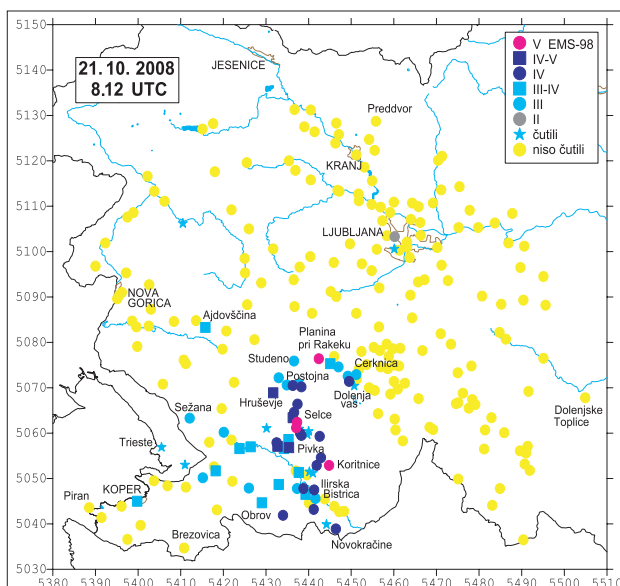 5150
5140
5130
5120
5110
5100
5090
5080
5070
5060
5050
5040
5030
5380 5390 5400 5410 5420 5430 5440 5450 5460 5470 5480 5490 5500 5510
21. 10. 2008
8.12 UTC
V EMS-98
IV-V
IV
III-IV
III
II
čutili
niso čutili
JESENICE
Preddvor
KRANJ
LJUBLJANA
NOVA
GORICA
Ajdovščina
Planina
pri Rakeku
Studeno
Cerknica
Postojna
Hruševje
Dolenja
vas
Selce
Sežana
Dolenjske
Toplice
Trieste
Pivka
Koritnice
KOPER
Piran
Ilirska
Bistrica
Obrov
Brezovica
Novokračine